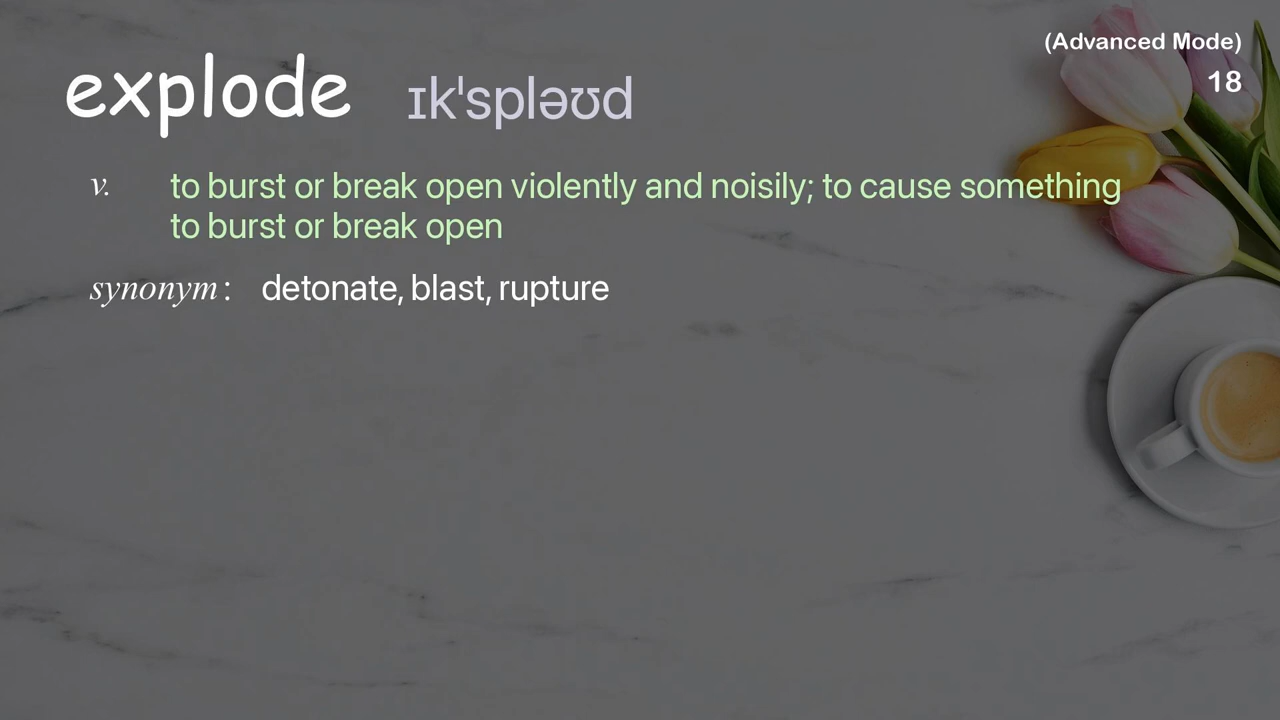 (Advanced Mode)
18
explode ɪkˈspləʊd
v. to burst or break open violently and noisily; to cause something
to burst or break open
synonym: detonate, blast, rupture